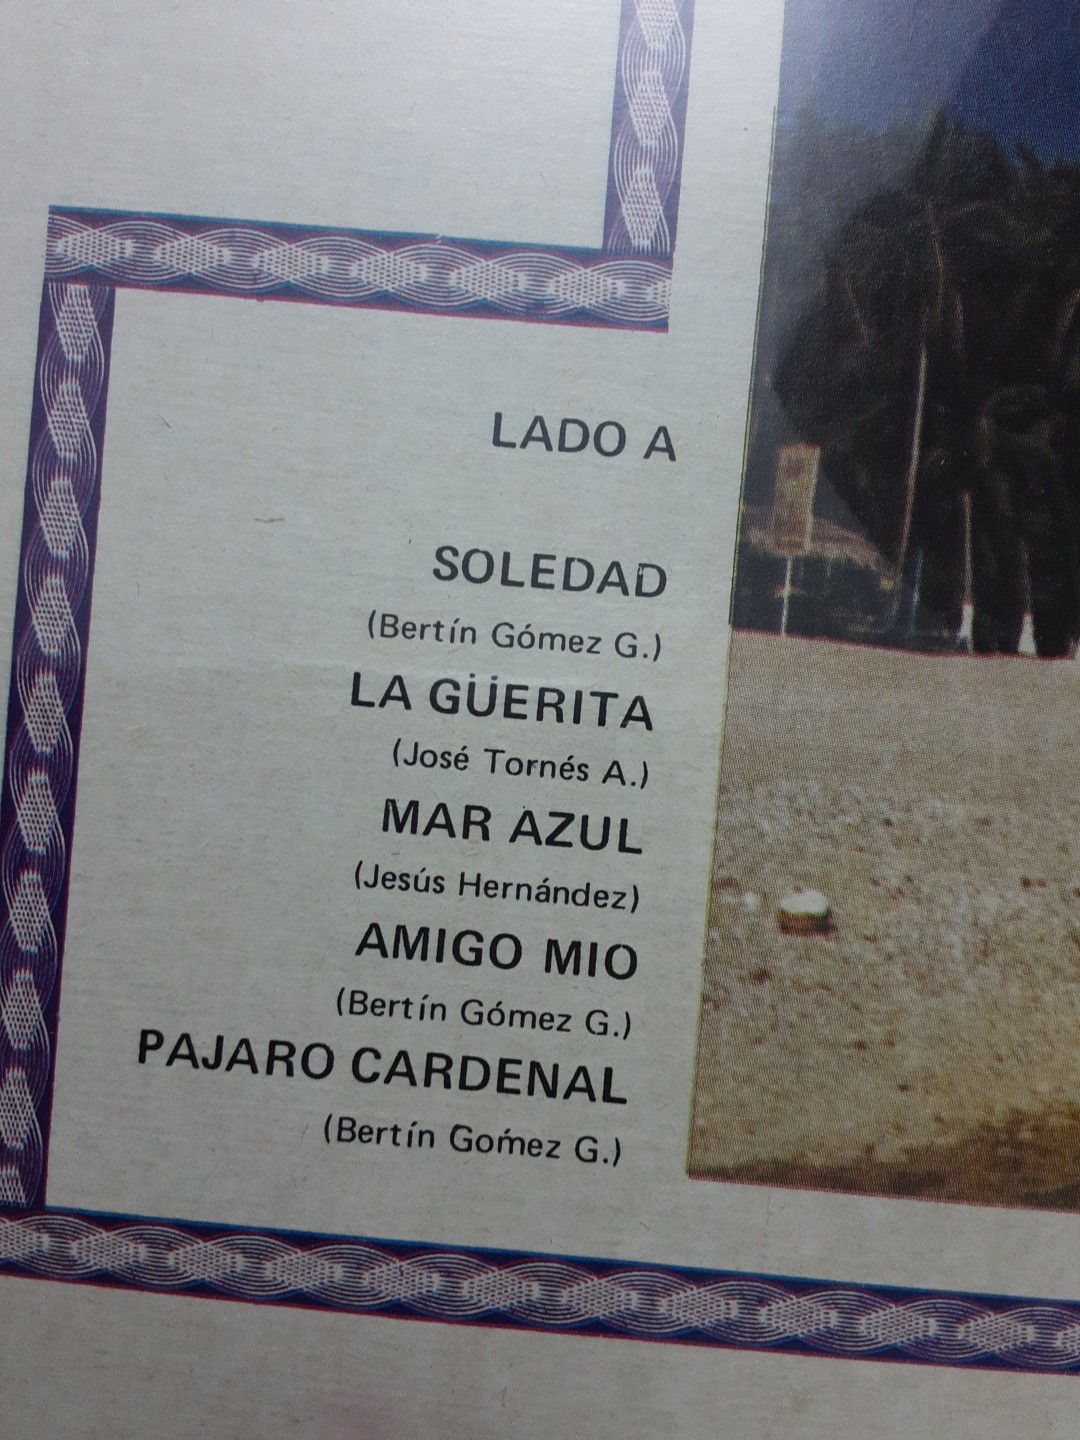 LADO A
SOLEDAD
(Bertín Gómez G.)
LA GÜERITA
(José Tornés A.)
MAR AZUL
(Jesús Hernández)
AMIGO MIO
(Bertín Gómez G.)
PAJARO CARDENAL
(Bertín Goḿez G.)